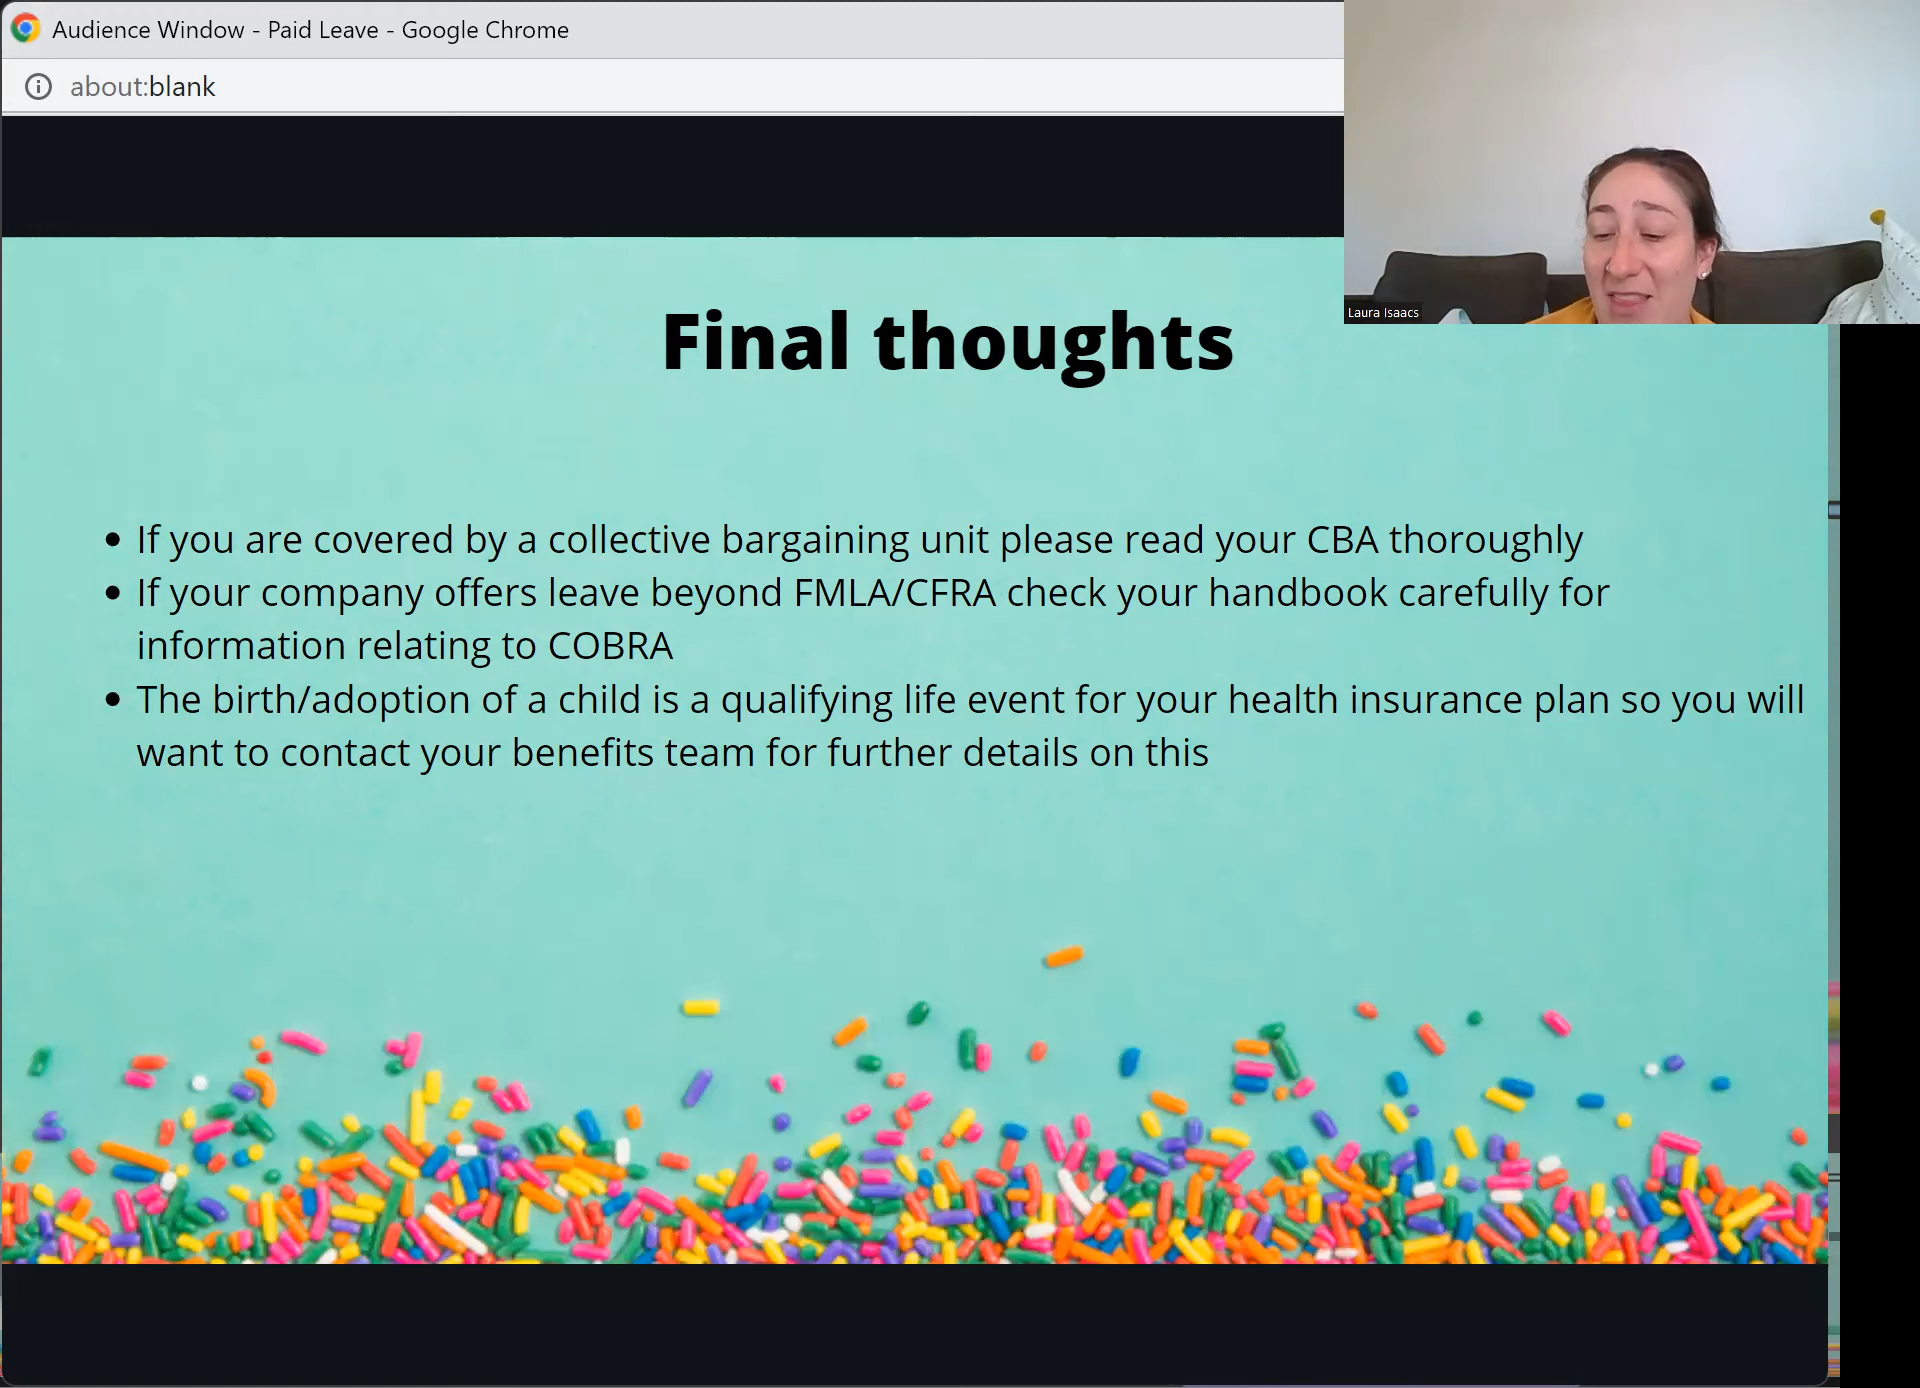 Audience Window - Paid Leave - Google Chrome
about:blank
Laura Isaacs
Final thoughts
• If you are covered by a collective bargaining unit please read your CBA thoroughly
• If your company offers leave beyond FMLA/CFRA check your handbook carefully for
information relating to COBRA
• The birth/adoption of a child is a qualifying life event for your health insurance plan so you will
want to contact your benefits team for further details on this